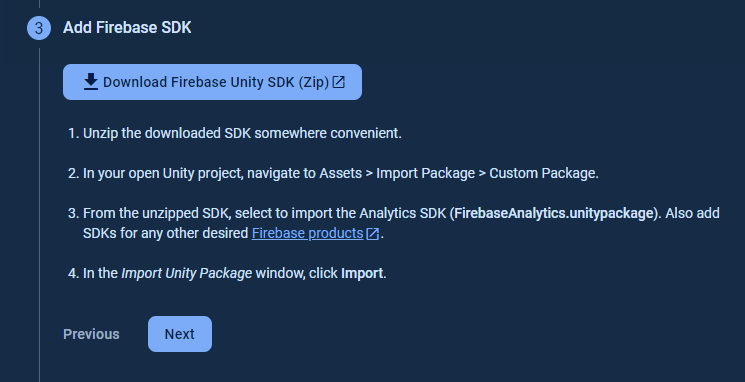 3 Add Firebase SDK
Download Firebase Unity SDK (Zip)
1. Unzip the downloaded SDK somewhere convenient.
2. In your open Unity project, navigate to Assets > Import Package > Custom Package.
3. From the unzipped SDK, select to import the Analytics SDK (FirebaseAnalytics.unitypackage). Also add
SDKs for any other desired Firebase products.
4. In the Import Unity Package window, click Import.
Previous Next